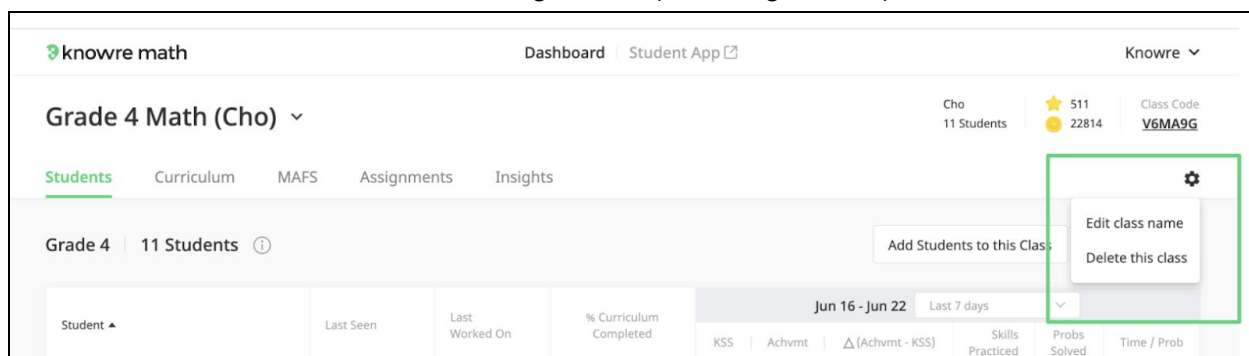 knowre math Dashboard Student App Knowre
Grade 4 Math (Cho)
Cho 511 Class Code
11 Students 22814 V6MA9G
Students Curriculum MAFS Assignments Insights
Edit class name
Grade 4 11 Students Add Students to this Class
Delete this class
Jun 16 - Jun 22 Last 7 days
Student Last Seen Last Worked On % Curriculum Completed
KSS Achvmt Δ (Achvmt - KSS) Skills Practiced Probs Solved Time / Prob